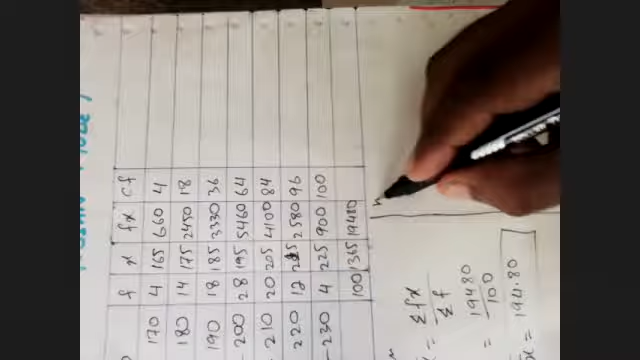 f x fx cf
170 4 165 660 4
180 14 175 2450 18
190 18 185 3330 36
- 200 28 195 5460 64
- 210 20 205 4100 84
220 12 215 2580 96
- 230 4 225 900 100
100 1365 19480
= Σfx
Σf
= 19480
100
x̄ = 194.80